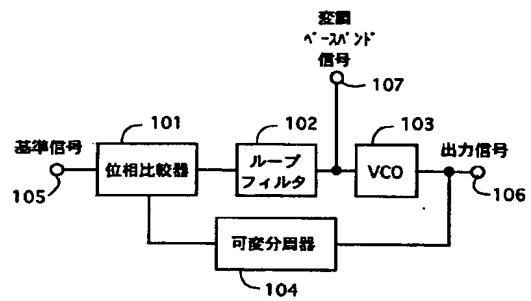 変調
ベースバンド
信号
107
101
102
103
基準信号
位相比較器
ループ
フィルタ
VCO
出力信号
105
106
可変分周器
104